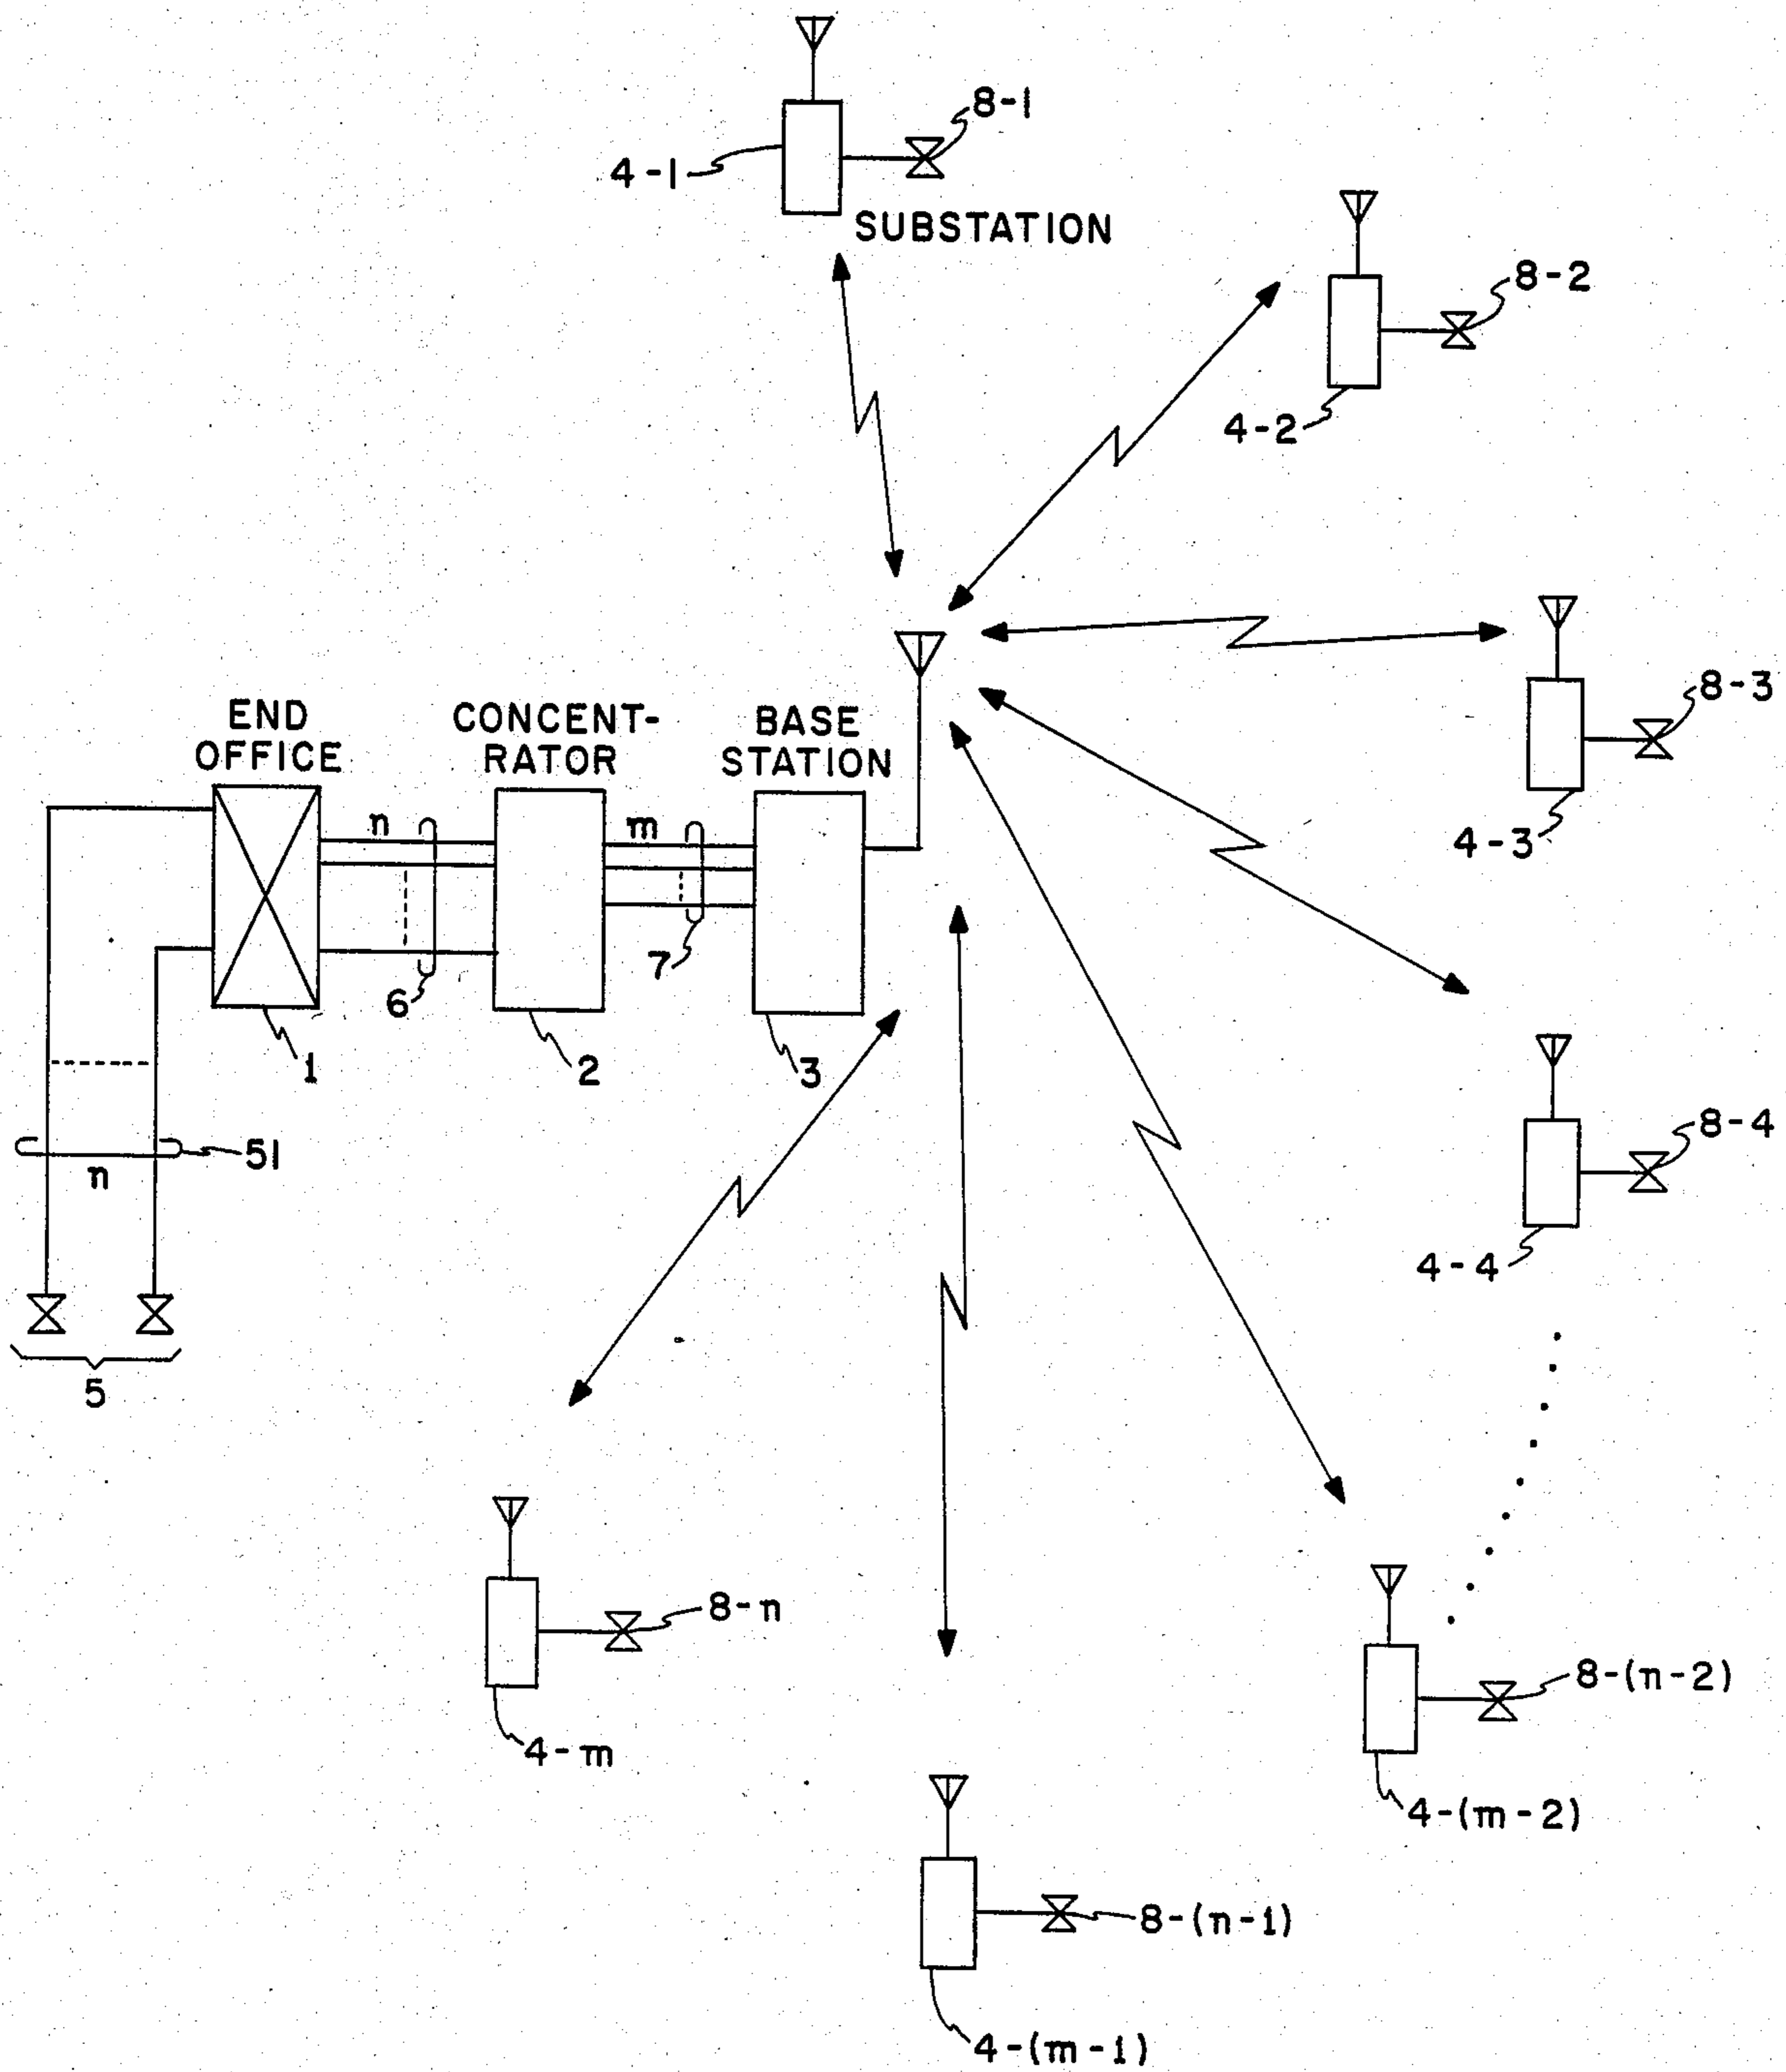 8-1
4-1
SUBSTATION
8-2
4-2
8-3
4-3
END
OFFICE
CONCENT-
RATOR
BASE
STATION
n
m
6
7
1
2
3
51
n
5
8-4
4-4
8-n
4-m
8-(n-2)
4-(m-2)
8-(n-1)
4-(m-1)